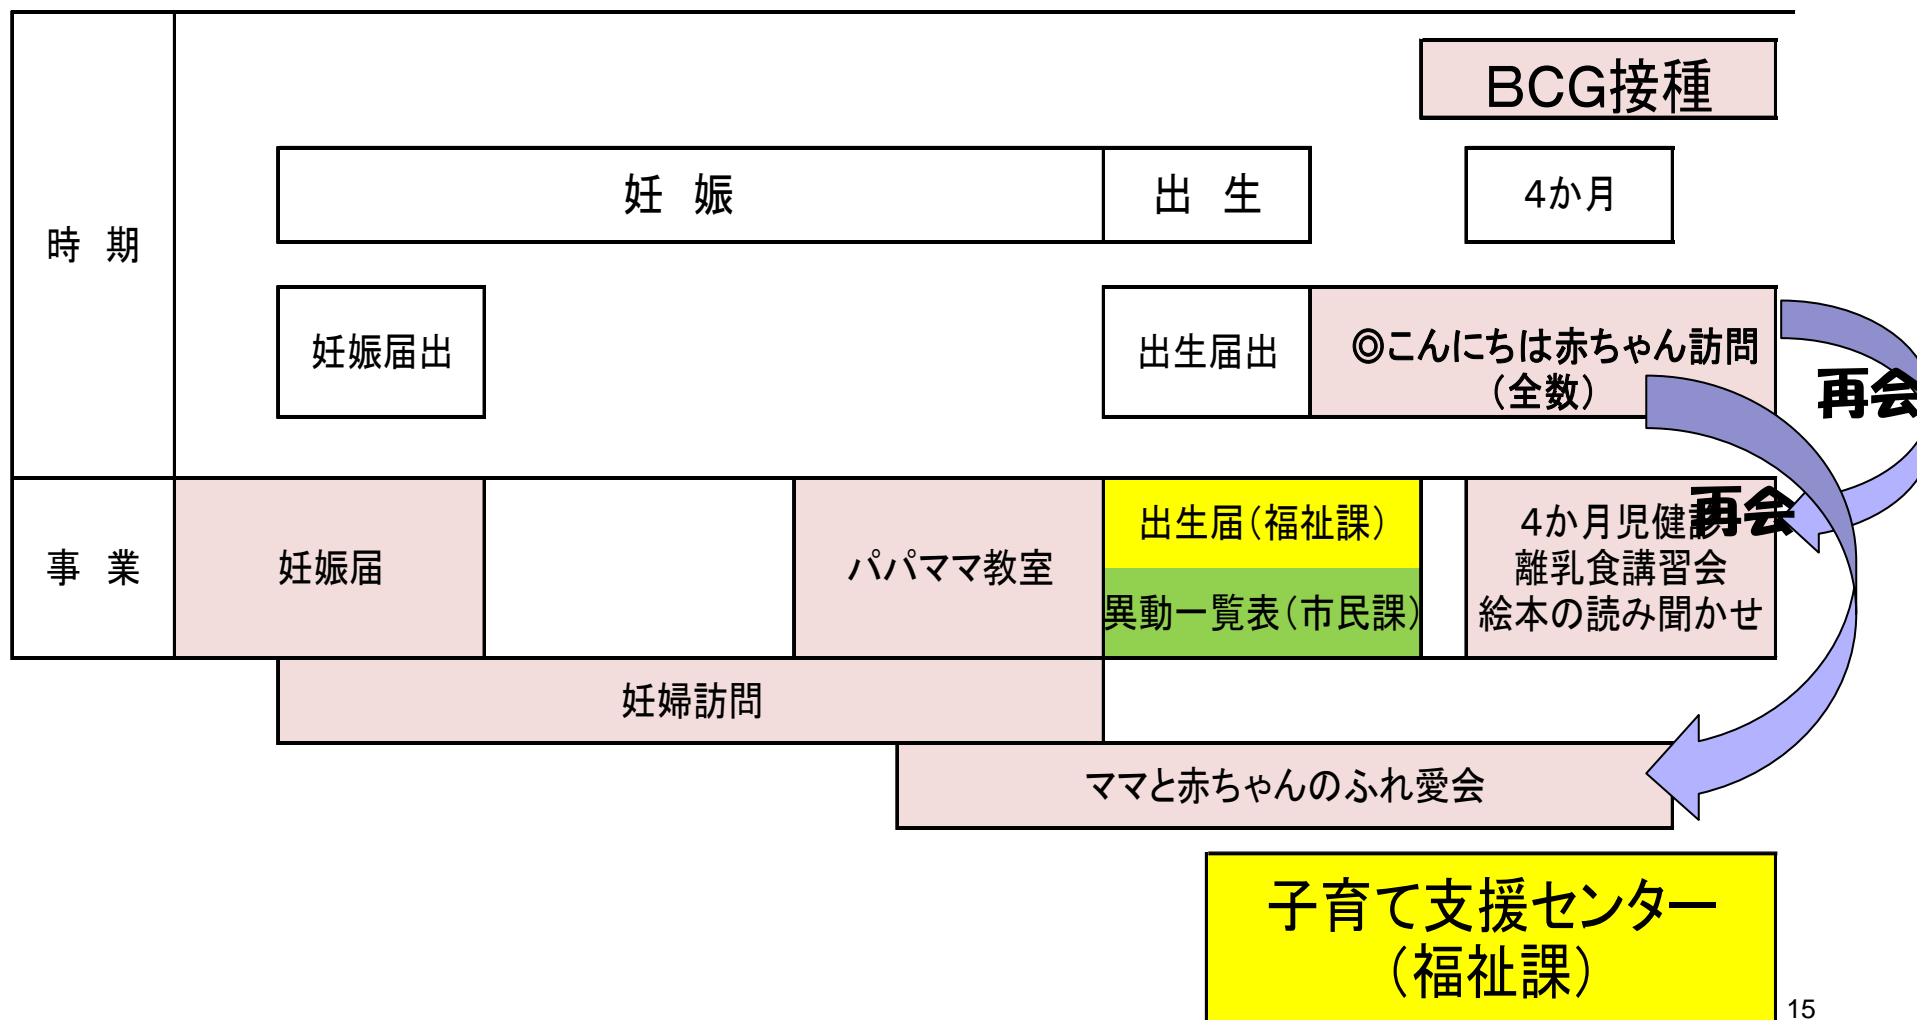 BCG接種
妊 娠
出 生
4か月
時 期
妊娠届出
出生届出
◎こんにちは赤ちゃん訪問
(全数)
再会
再会
事 業
妊娠届
パパママ教室
出生届(福祉課)
異動一覧表(市民課)
4か月児健診
離乳食講習会
絵本の読み聞かせ
妊婦訪問
ママと赤ちゃんのふれ愛会
子育て支援センター
(福祉課)
15